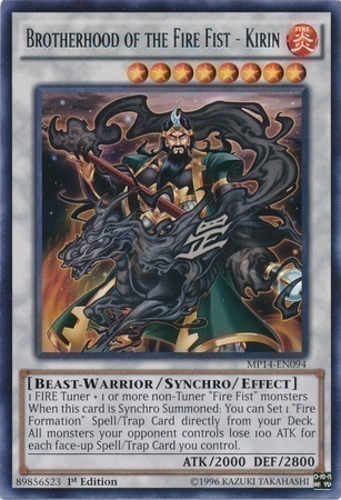 BROTHERHOOD OF THE FIRE FIST - KIRIN
FIRE
炎
MP14-EN094
[BEAST-WARRIOR / SYNCHRO/EFFECT]
1 FIRE Tuner + 1 or more non-Tuner "Fire Fist" monsters
When this card is Synchro Summoned: You can Set 1 "Fire
Formation" Spell/Trap Card directly from your Deck.
All monsters your opponent controls lose 100 ATK for
each face-up Spell/Trap Card you control.
ATK/2000 DEF/2800
89856523 1st Edition ©1996 KAZUKI TAKAHASHI